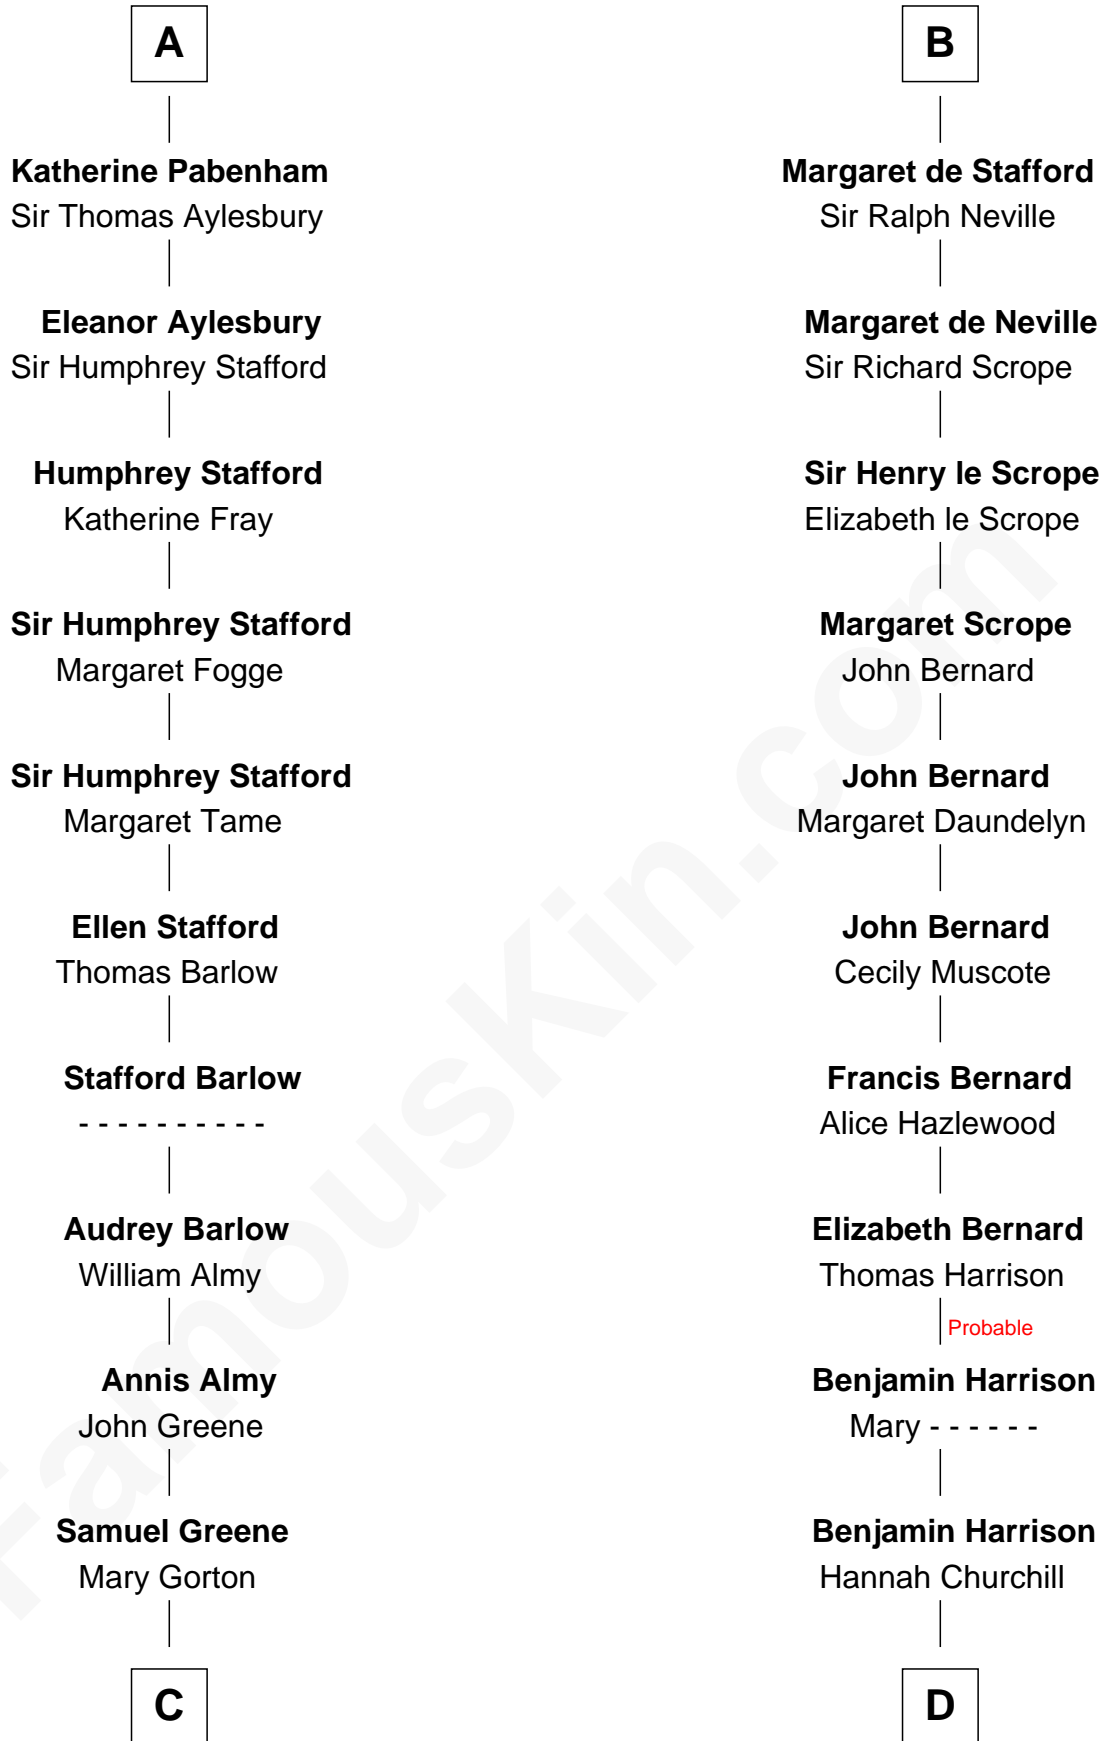 A
Katherine Pabenham
Sir Thomas Aylesbury
Eleanor Aylesbury
Sir Humphrey Stafford
Humphrey Stafford
Katherine Fray
Sir Humphrey Stafford
Margaret Fogge
Sir Humphrey Stafford
Margaret Tame
Ellen Stafford
Thomas Barlow
Stafford Barlow
- - - - - - - - - -
Audrey Barlow
William Almy
Annis Almy
John Greene
Samuel Greene
Mary Gorton
C
B
Margaret de Stafford
Sir Ralph Neville
Margaret de Neville
Sir Richard Scrope
Sir Henry le Scrope
Elizabeth le Scrope
Margaret Scrope
John Bernard
John Bernard
Margaret Daundelyn
John Bernard
Cecily Muscote
Francis Bernard
Alice Hazlewood
Elizabeth Bernard
Thomas Harrison
Probable
Benjamin Harrison
Mary - - - - - -
Benjamin Harrison
Hannah Churchill
D
FamousKin.com